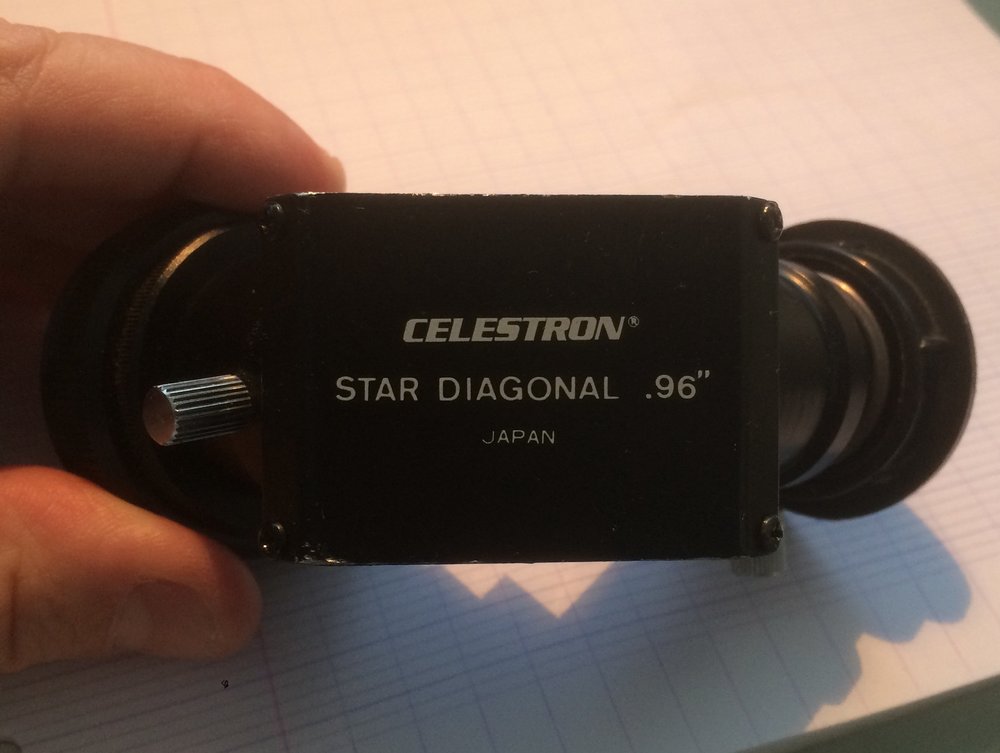 CELESTRON®
STAR DIAGONAL .96"
JAPAN